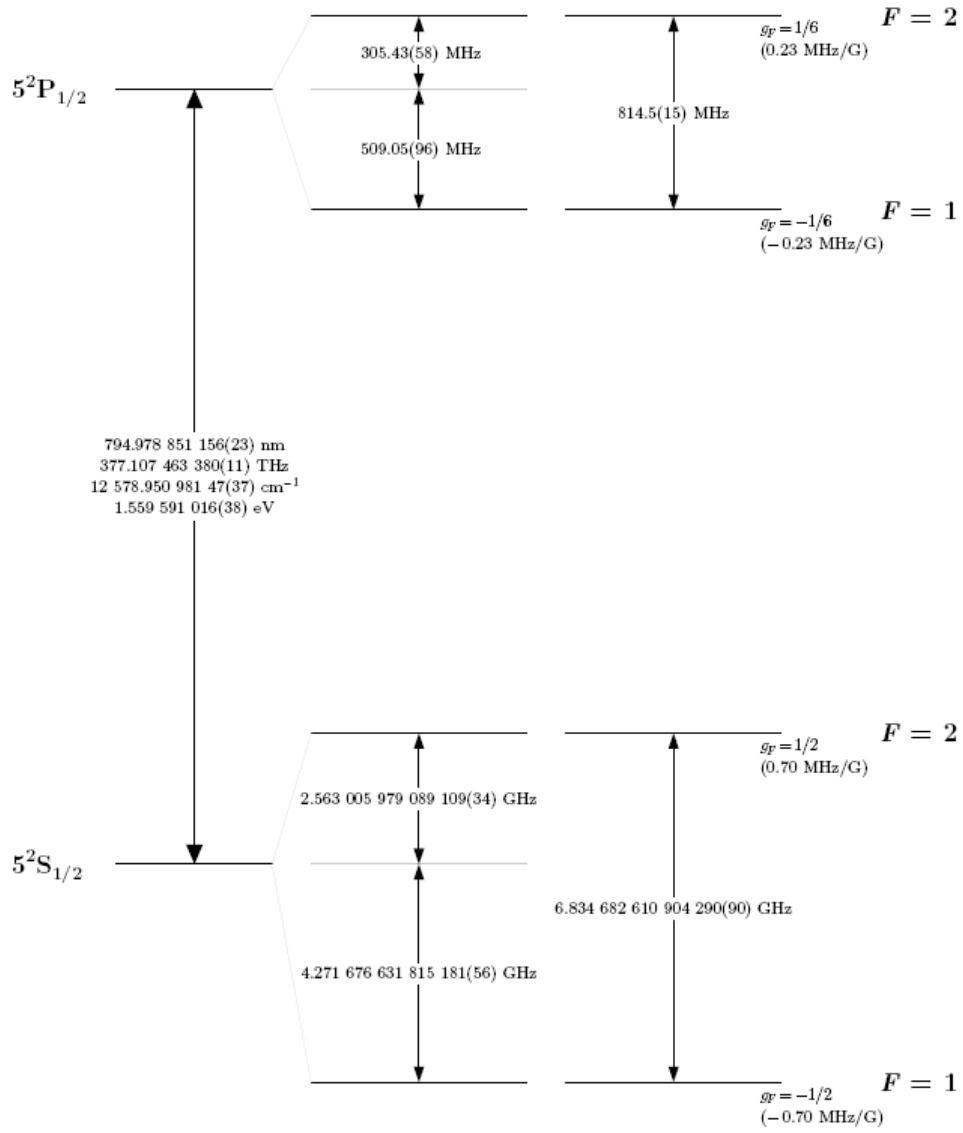 F = 2
g_F = 1/6
(0.23 MHz/G)
305.43(58) MHz
5²P₁/₂
814.5(15) MHz
509.05(96) MHz
F = 1
g_F = −1/6
(−0.23 MHz/G)
794.978 851 156(23) nm
377.107 463 380(11) THz
12 578.950 981 47(37) cm⁻¹
1.559 591 016(38) eV
F = 2
g_F = 1/2
(0.70 MHz/G)
2.563 005 979 089 109(34) GHz
5²S₁/₂
6.834 682 610 904 290(90) GHz
4.271 676 631 815 181(56) GHz
F = 1
g_F = −1/2
(−0.70 MHz/G)